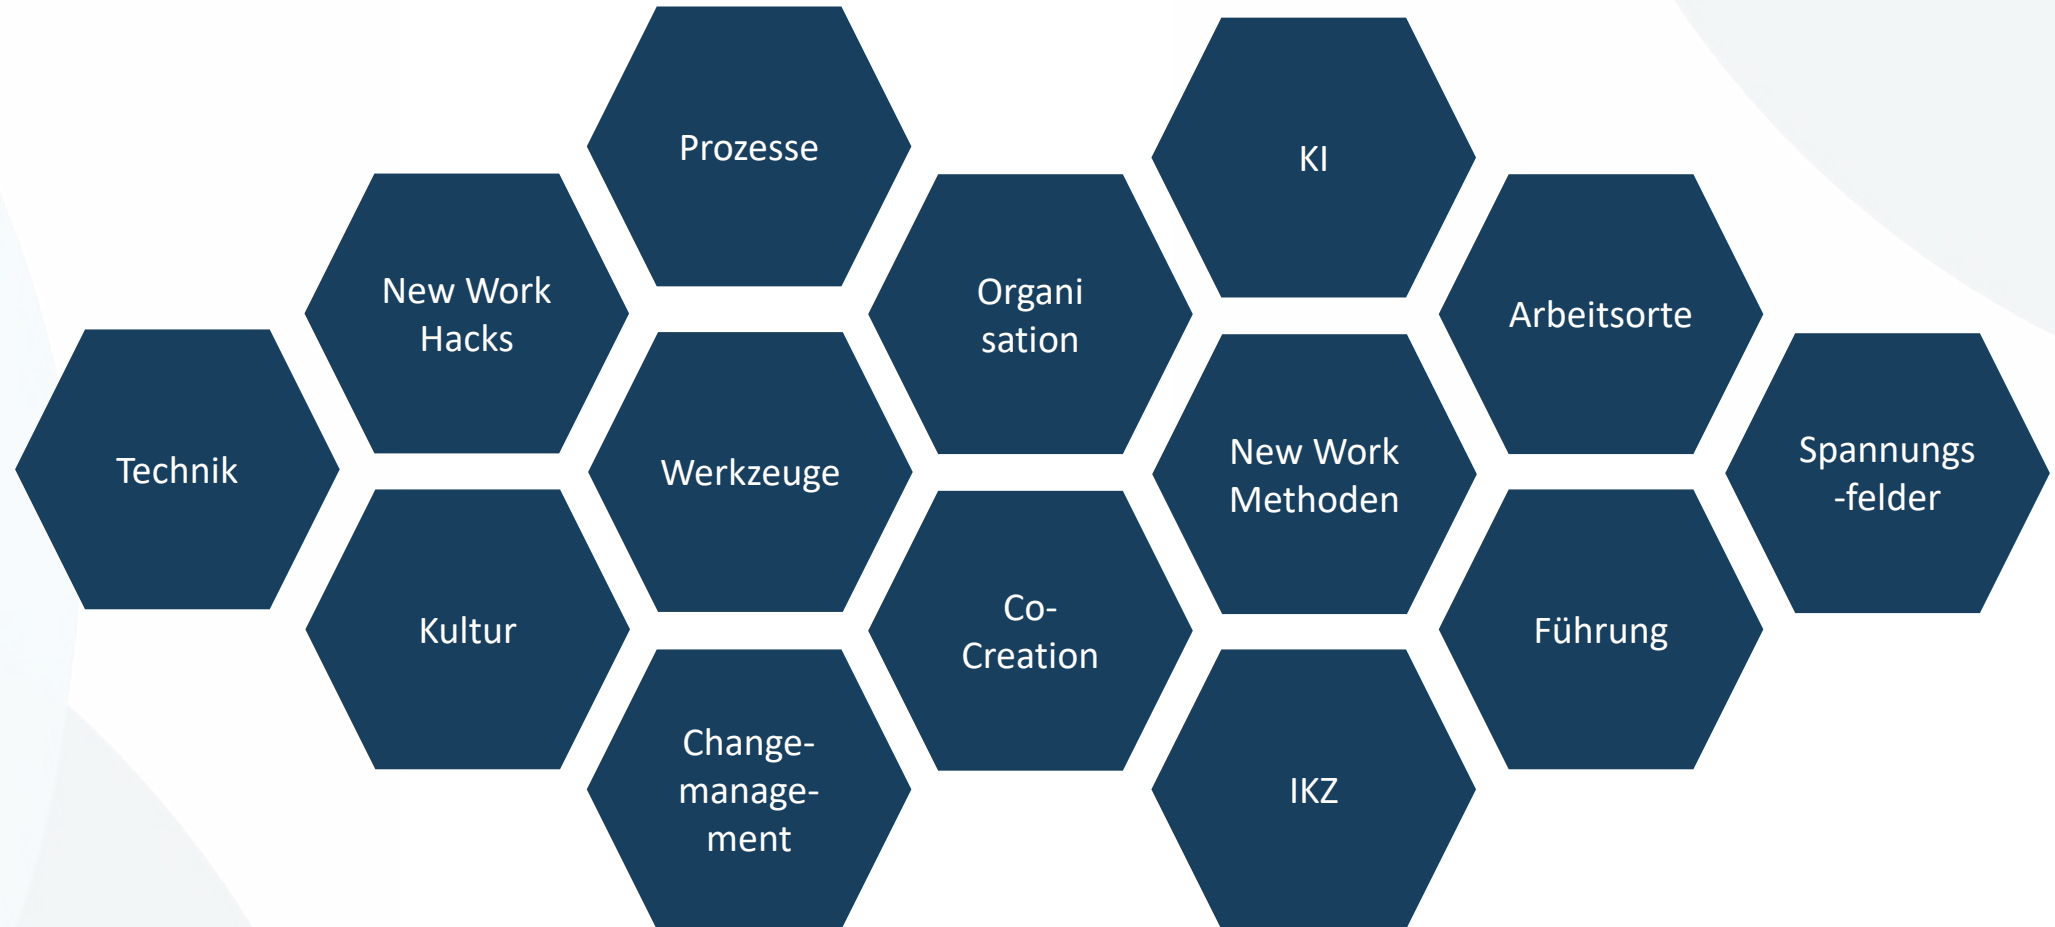 Prozesse
KI
New Work
Hacks
Organi
sation
Arbeitsorte
Technik
Werkzeuge
New Work
Methoden
Spannungs
-felder
Kultur
Co-
Creation
Führung
Change-
manage-
ment
IKZ